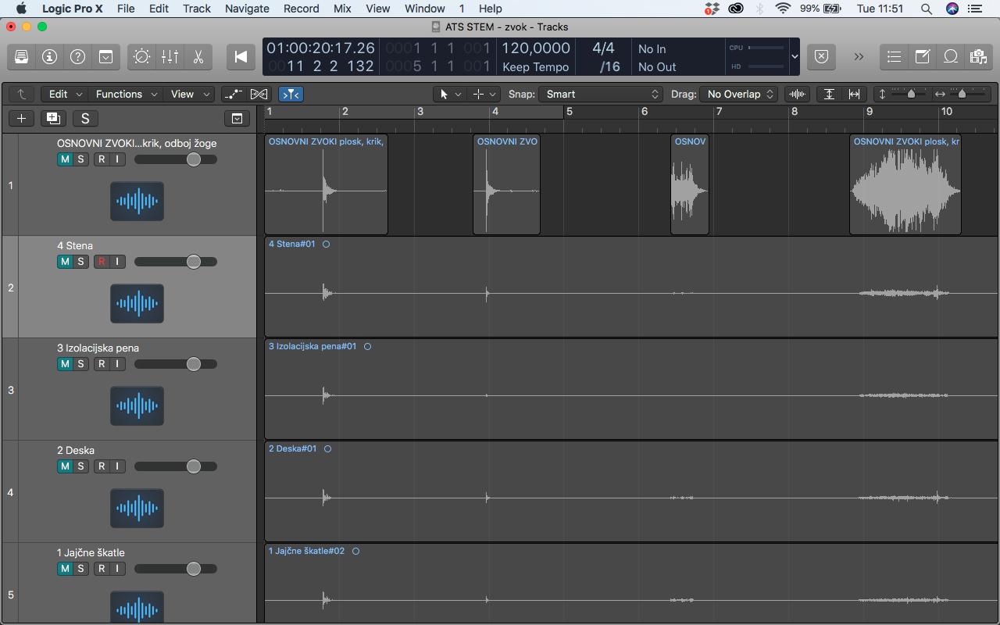 Logic Pro X File Edit Track Navigate Record Mix View Window 1 Help 1 99% Tue 11:51
ATS STEM - zvok - Tracks
01:00:20:17.26 0001 1 1 001 120,0000 4/4 No In CPU
0011 2 2 132 0005 1 1 001 Keep Tempo /16 No Out HD
Edit Functions View Snap: Smart Drag: No Overlap
S 1 2 3 4 5 6 7 8 9 10
OSNOVNI ZVOKI...krik, odboj žoge OSNOVNI ZVOKI plosk, krik, OSNOVNI ZVO OSNOV OSNOVNI ZVOKI plosk, kr
M S R I
1
4 Stena 4 Stena#01
M S R I
2
3 Izolacijska pena 3 Izolacijska pena#01
M S R I
3
2 Deska 2 Deska#01
M S R I
4
1 Jajčne škatle 1 Jajčne škatle#02
M S R I
5